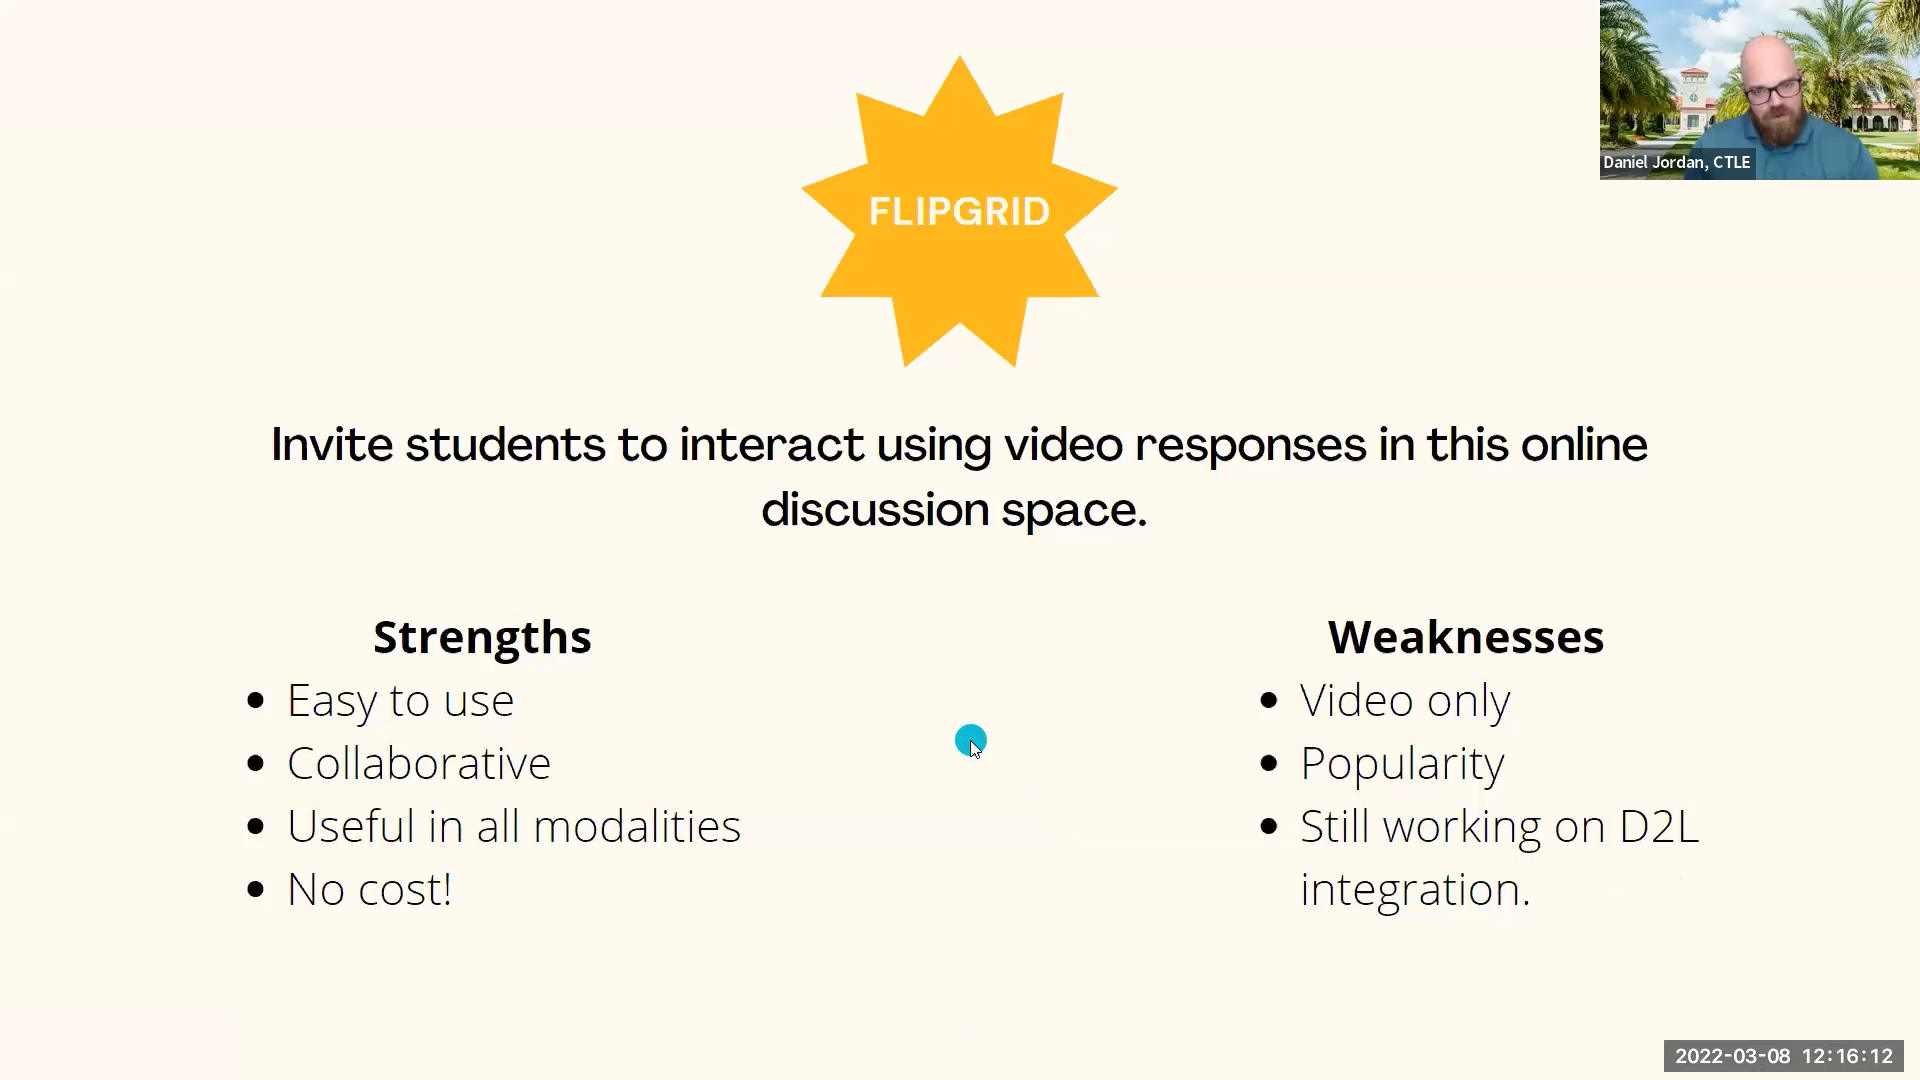 FLIPGRID
Daniel Jordan, CTLE
Invite students to interact using video responses in this online
discussion space.
Strengths
• Easy to use
• Collaborative
• Useful in all modalities
• No cost!
Weaknesses
• Video only
• Popularity
• Still working on D2L
integration.
2022-03-08 12:16:12